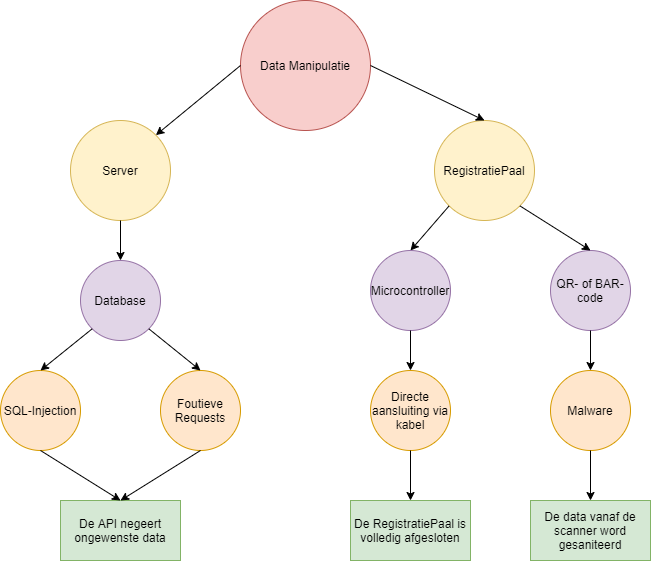 Data Manipulatie
Server
RegistratiePaal
Database
Microcontroller
QR- of BAR-
code
SQL-Injection
Foutieve
Requests
Directe
aansluiting via
kabel
Malware
De API negeert
ongewenste data
De RegistratiePaal is
volledig afgesloten
De data vanaf de
scanner word
gesaniteerd